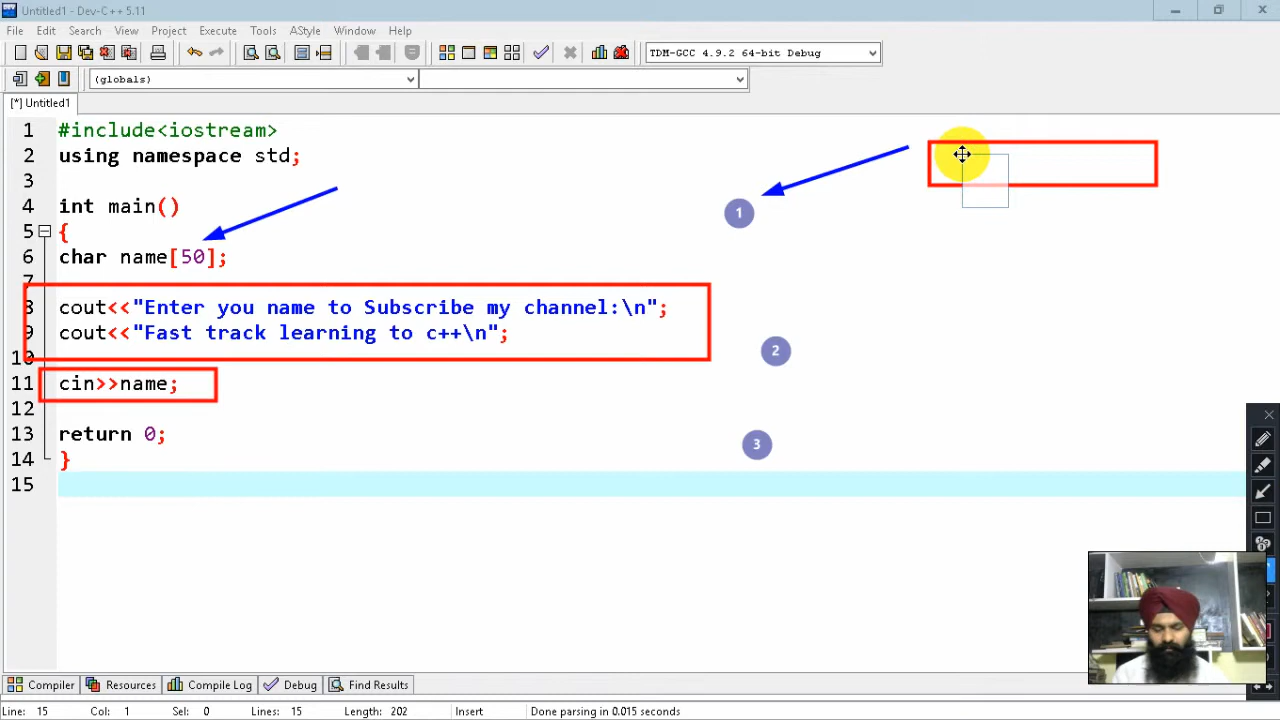 Untitled1 - Dev-C++ 5.11
File Edit Search View Project Execute Tools AStyle Window Help
TDM-GCC 4.9.2 64-bit Debug
(globals)
[*] Untitled1
1 #include<iostream>
2 using namespace std;
3
4 int main()
5 {
6 char name[50];
7
8 cout<<"Enter you name to Subscribe my channel:\n";
9 cout<<"Fast track learning to c++\n";
10
11 cin>>name;
12
13 return 0;
14 }
15
1
2
3
Compiler Resources Compile Log Debug Find Results
Line: 15 Col: 1 Sel: 0 Lines: 15 Length: 202 Insert Done parsing in 0.015 seconds